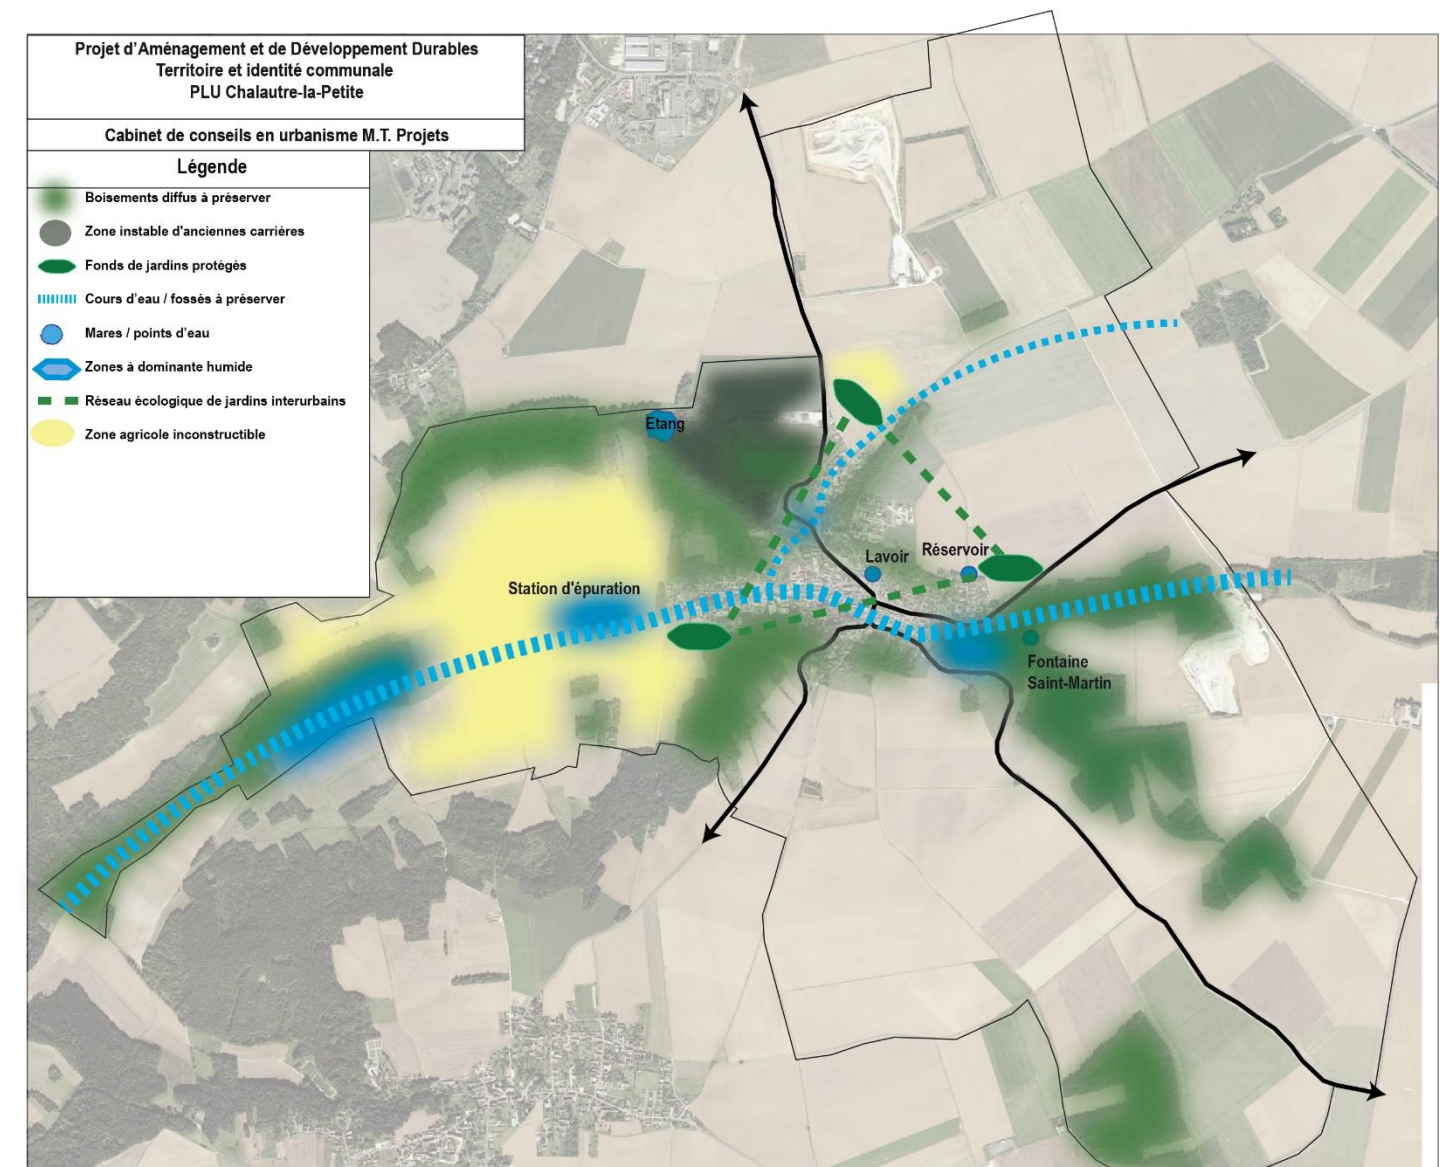 Projet d'Aménagement et de Développement Durables
Territoire et identité communale
PLU Chalautre-la-Petite
Cabinet de conseils en urbanisme M.T. Projets
Légende
Boisements diffus à préserver
Zone instable d'anciennes carrières
Fonds de jardins protégés
Cours d'eau / fossés à préserver
Mares / points d'eau
Zones à dominante humide
Réseau écologique de jardins interurbains
Zone agricole inconstructible
Etang
Lavoir
Réservoir
Station d'épuration
Fontaine
Saint-Martin